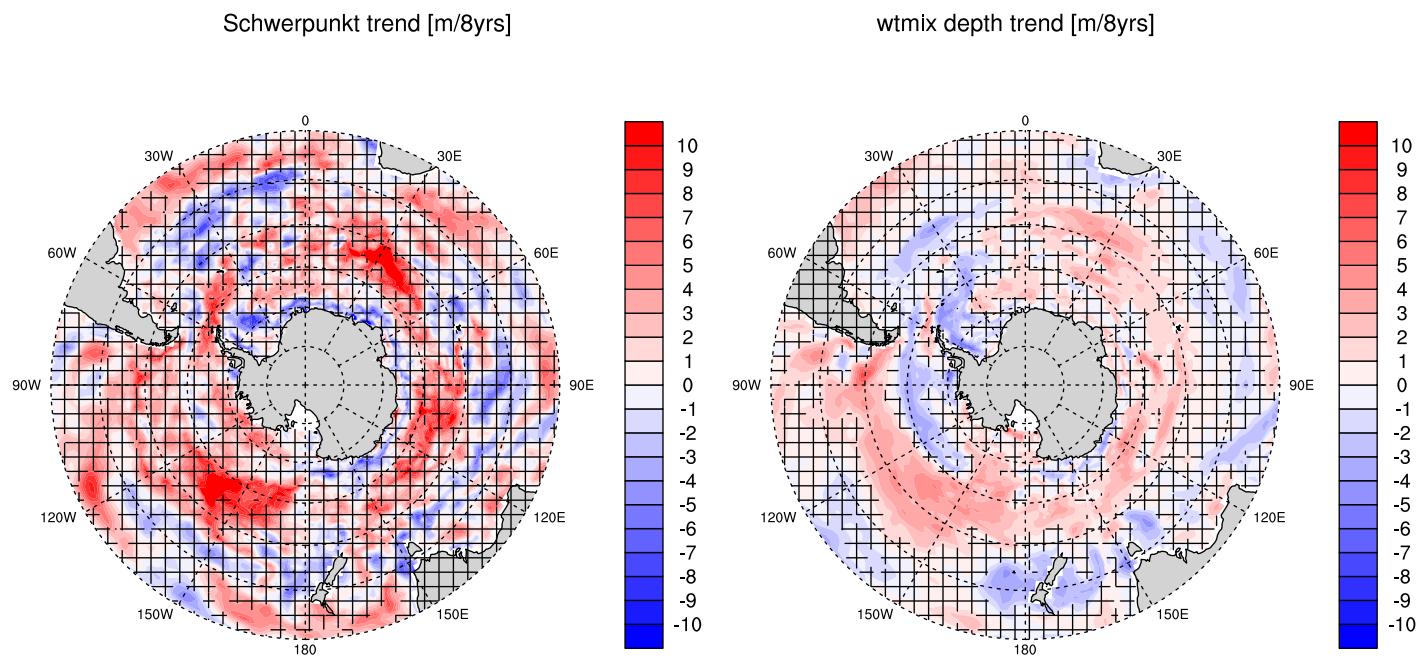 Schwerpunkt trend [m/8yrs]
wtmix depth trend [m/8yrs]
0
30W
30E
60W
60E
90W
90E
120W
120E
150W
150E
180
10
9
8
7
6
5
4
3
2
1
0
-1
-2
-3
-4
-5
-6
-7
-8
-9
-10
0
30W
30E
60W
60E
90W
90E
120W
120E
150W
150E
180
10
9
8
7
6
5
4
3
2
1
0
-1
-2
-3
-4
-5
-6
-7
-8
-9
-10